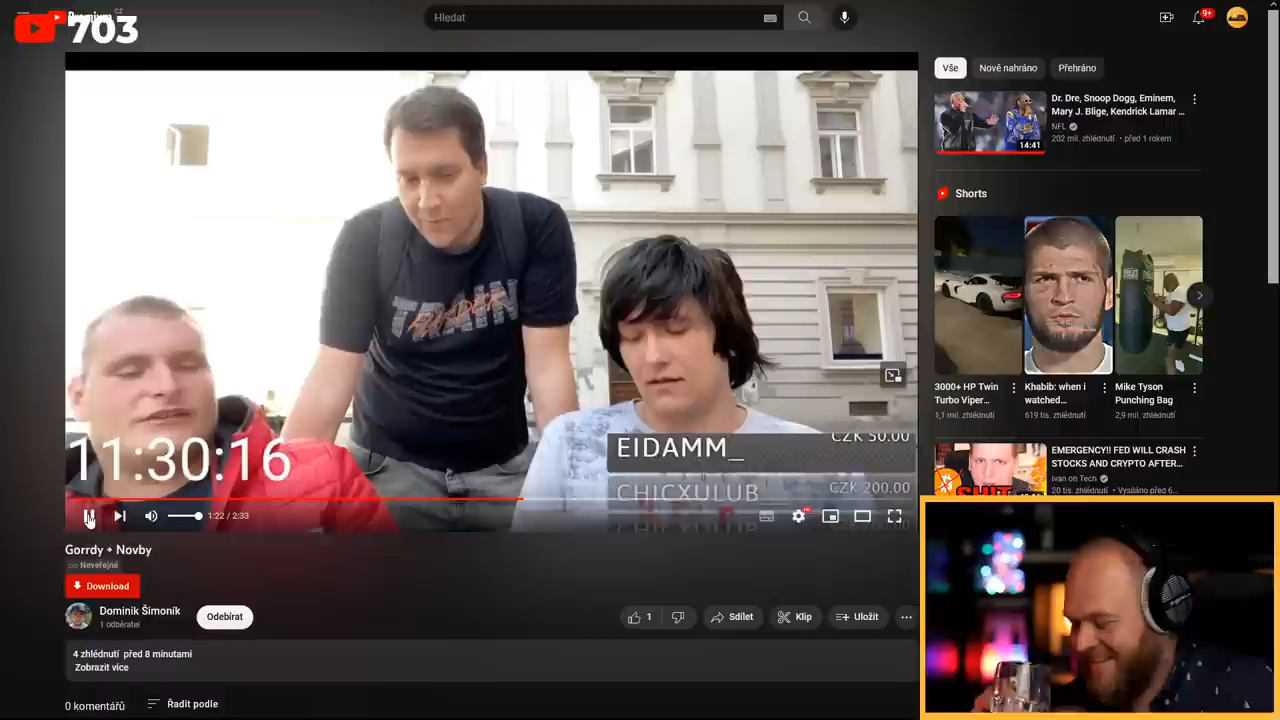 703
Premium CZ
Hledat
9+
Vše
Nově nahráno
Přehráno
Dr. Dre, Snoop Dogg, Eminem,
Mary J. Blige, Kendrick Lamar ...
NFL
202 mil. zhlédnutí • před 1 rokem
14:41
Shorts
3000+ HP Twin
Turbo Viper...
1,1 mil. zhlédnutí
Khabib: when i
watched...
619 tis. zhlédnutí
Mike Tyson
Punching Bag
2,9 mil. zhlédnutí
EMERGENCY!! FED WILL CRASH
STOCKS AND CRYPTO AFTER...
Ivan on Tech
20 tis. zhlédnutí • Vysíláno před 6...
TRAIN
HARDER
11:30:16
EIDAMM_
CZK 50.00
CHICXULUB
CZK 200.00
1:22 / 2:33
HD
Gorrdy + Novby
Neveřejné
Download
Dominik Šimoník
1 odběratel
Odebírat
1
Sdílet
Klip
Uložit
4 zhlédnutí před 8 minutami
Zobrazit více
0 komentářů
Řadit podle